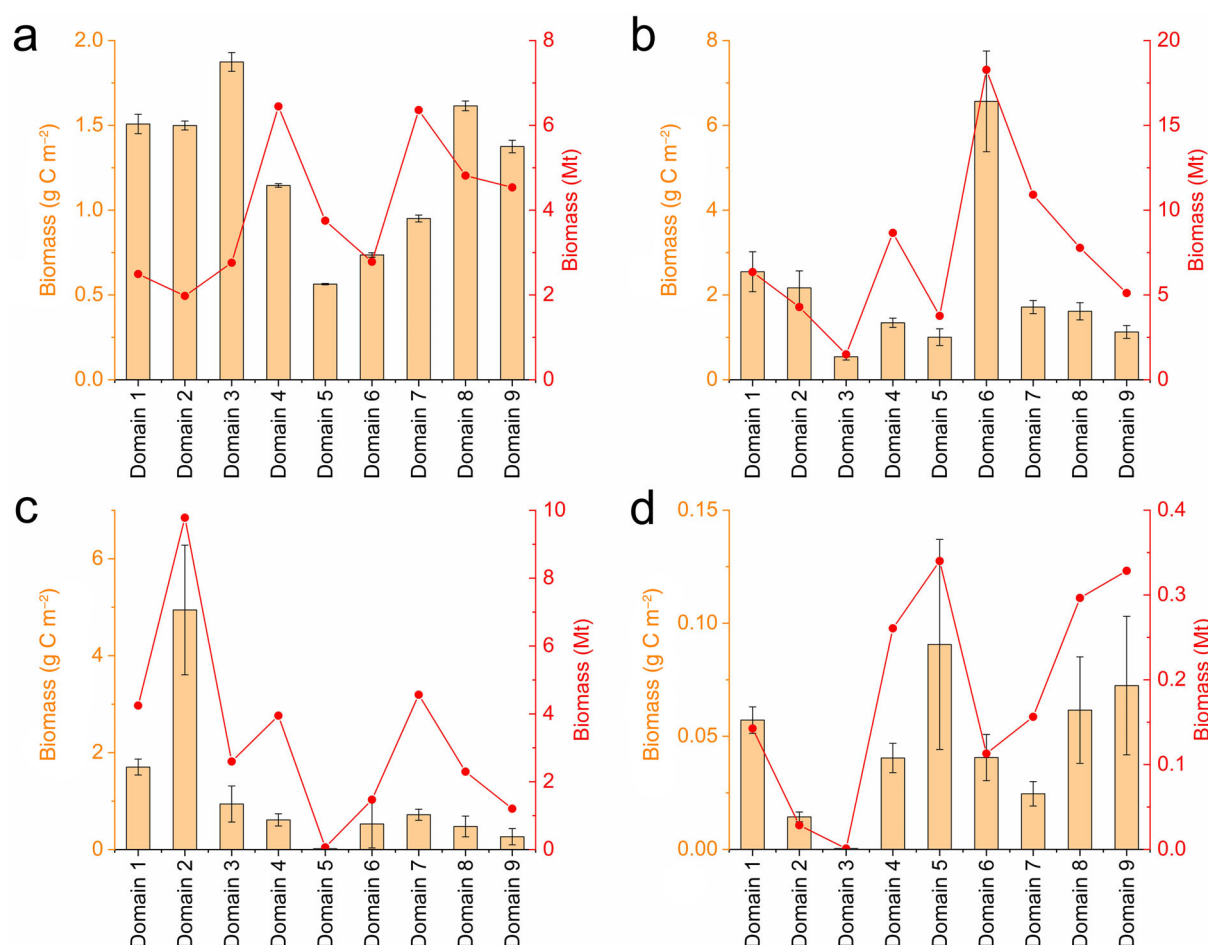 a
Biomass (g C m⁻²)
2.0
1.5
1.0
0.5
0.0
8
6
4
2
0
Biomass (Mt)
Domain 1
Domain 2
Domain 3
Domain 4
Domain 5
Domain 6
Domain 7
Domain 8
Domain 9
b
Biomass (g C m⁻²)
8
6
4
2
0
20
15
10
5
0
Biomass (Mt)
Domain 1
Domain 2
Domain 3
Domain 4
Domain 5
Domain 6
Domain 7
Domain 8
Domain 9
c
Biomass (g C m⁻²)
6
4
2
0
10
8
6
4
2
0
Biomass (Mt)
Domain 1
Domain 2
Domain 3
Domain 4
Domain 5
Domain 6
Domain 7
Domain 8
Domain 9
d
Biomass (g C m⁻²)
0.15
0.10
0.05
0.00
0.4
0.3
0.2
0.1
0.0
Biomass (Mt)
Domain 1
Domain 2
Domain 3
Domain 4
Domain 5
Domain 6
Domain 7
Domain 8
Domain 9